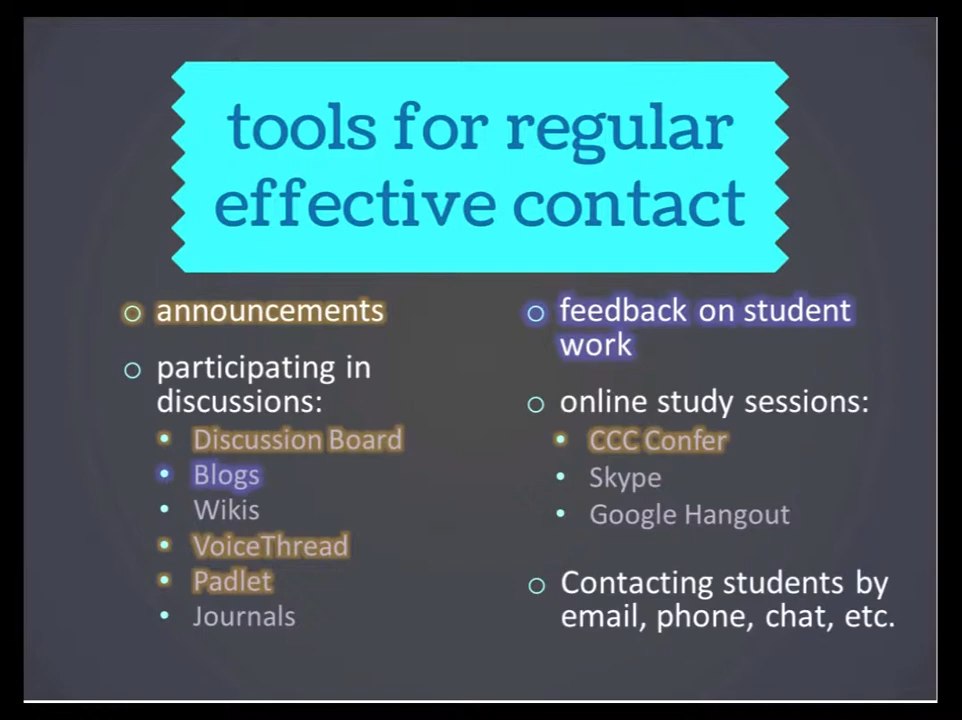 tools for regular
effective contact
announcements
participating in
discussions:
Discussion Board
Blogs
Wikis
VoiceThread
Padlet
Journals
feedback on student
work
online study sessions:
CCC Confer
Skype
Google Hangout
Contacting students by
email, phone, chat, etc.